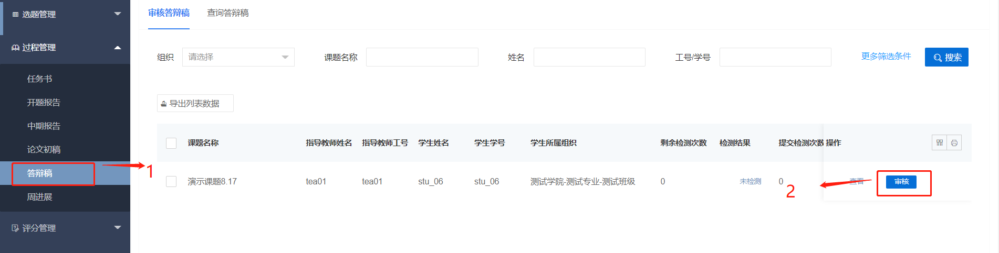 选题管理
过程管理
任务书
开题报告
中期报告
论文初稿
答辩稿
周进展
评分管理
1
审核答辩稿 查询答辩稿
组织 请选择 课题名称 姓名 工号/学号 更多筛选条件 搜索
导出列表数据
课题名称 指导教师姓名 指导教师工号 学生姓名 学生学号 学生所属组织 剩余检测次数 检测结果 提交检测次数 操作
演示课题8.17 tea01 tea01 stu_06 stu_06 测试学院-测试专业-测试班级 0 未检测 0 查看 审核
2